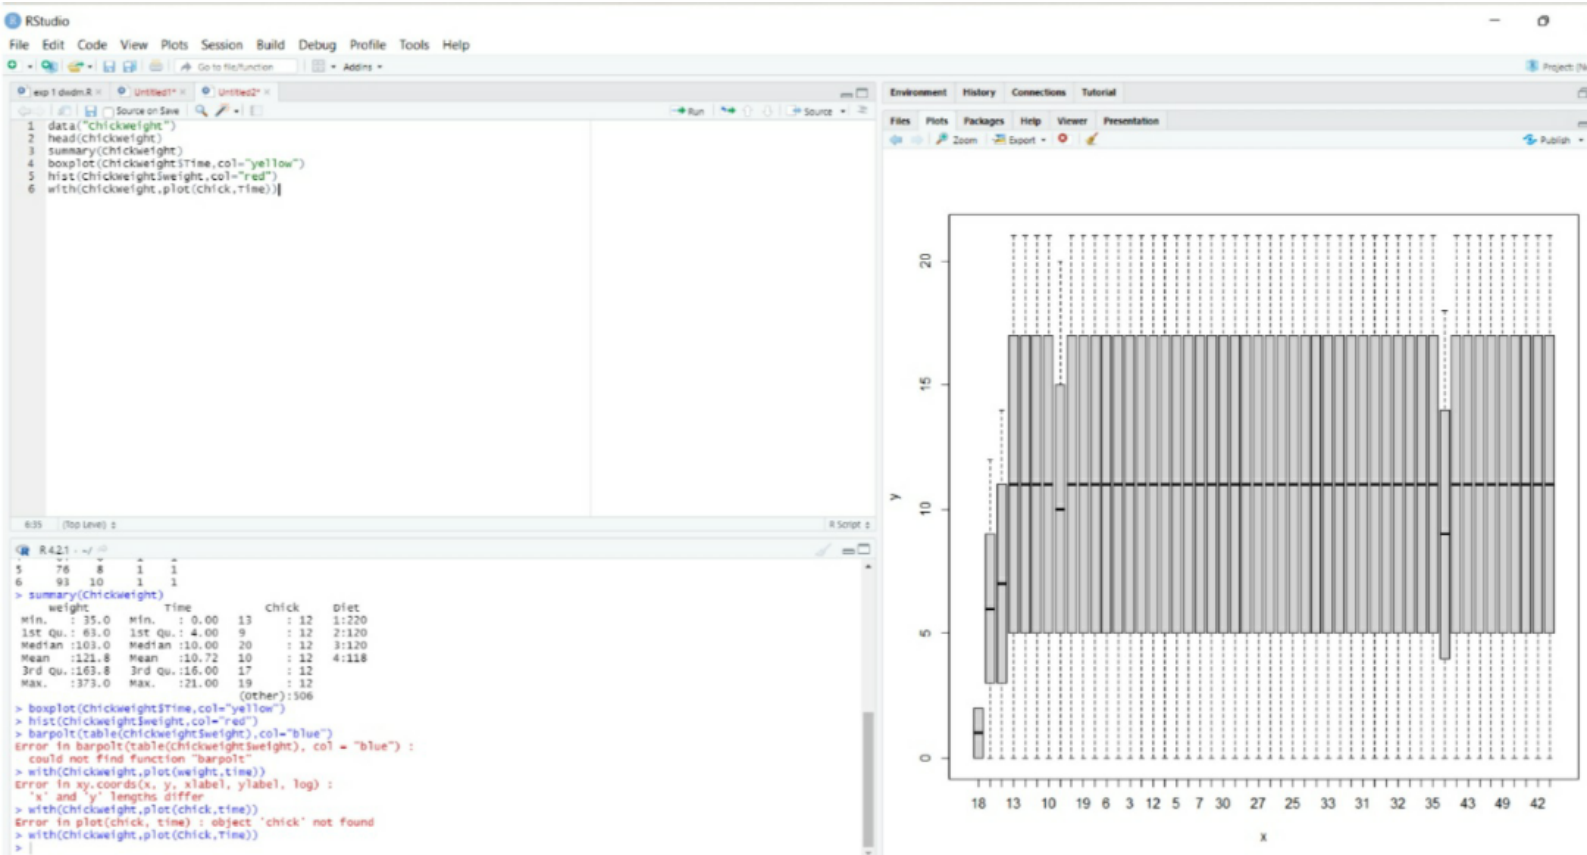 RStudio
File Edit Code View Plots Session Build Debug Profile Tools Help
Go to file/function Addins Project: (N
exp 1 dwdm.R Untitled1* Untitled2*
Source on Save Run Source
1 data("ChickWeight")
2 head(ChickWeight)
3 summary(ChickWeight)
4 boxplot(ChickWeight$Time,col="yellow")
5 hist(ChickWeight$weight,col="red")
6 with(ChickWeight,plot(Chick,Time))
6:35 (Top Level) R Script
R 4.2.1 · ~/
5 76 8 1 1
6 93 10 1 1
> summary(ChickWeight)
weight Time Chick Diet
Min. : 35.0 Min. : 0.00 13 : 12 1:220
1st Qu.: 63.0 1st Qu.: 4.00 9 : 12 2:120
Median :103.0 Median :10.00 20 : 12 3:120
Mean :121.8 Mean :10.72 10 : 12 4:118
3rd Qu.:163.8 3rd Qu.:16.00 17 : 12
Max. :373.0 Max. :21.00 19 : 12
(Other):506
> boxplot(ChickWeight$Time,col="yellow")
> hist(ChickWeight$weight,col="red")
> barpolt(table(ChickWeight$weight),col="blue")
Error in barpolt(table(ChickWeight$weight), col = "blue") :
could not find function "barpolt"
> with(ChickWeight,plot(weight,time))
Error in xy.coords(x, y, xlabel, ylabel, log) :
'x' and 'y' lengths differ
> with(ChickWeight,plot(chick,time))
Error in plot(chick, time) : object 'chick' not found
> with(ChickWeight,plot(Chick,Time))
>
Environment History Connections Tutorial
Files Plots Packages Help Viewer Presentation
Zoom Export Publish
20
15
y
10
5
0
18 13 10 19 6 3 12 5 7 30 27 25 33 31 32 35 43 49 42
x